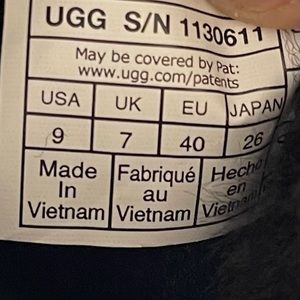 UGG S/N 1130611
May be covered by Pat:
www.ugg.com/patents
USA UK EU JAPAN
9 7 40 26
Made Fabriqué Hecho
In au en
Vietnam Vietnam Vietnam